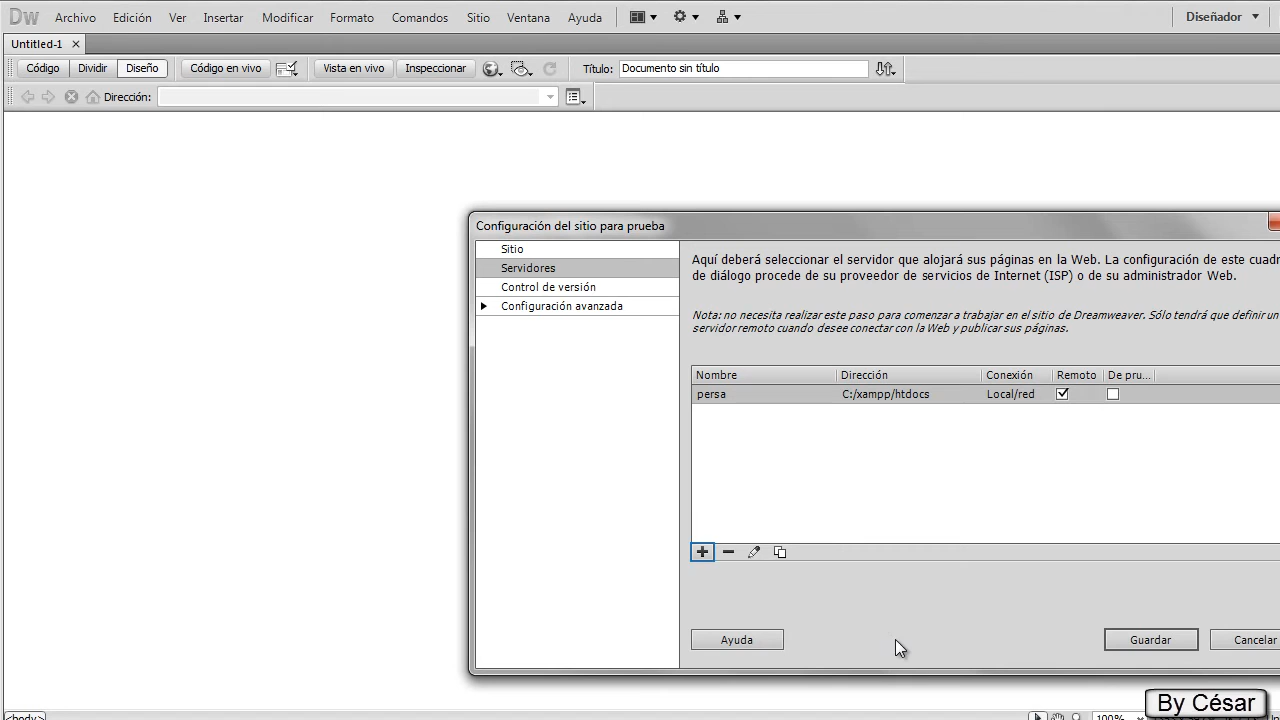 Dw Archivo Edición Ver Insertar Modificar Formato Comandos Sitio Ventana Ayuda Diseñador
Untitled-1 ×
Código Dividir Diseño Código en vivo Vista en vivo Inspeccionar Título: Documento sin título
Dirección:
Configuración del sitio para prueba
Sitio
Servidores
Control de versión
Configuración avanzada
Aquí deberá seleccionar el servidor que alojará sus páginas en la Web. La configuración de este cuadr
de diálogo procede de su proveedor de servicios de Internet (ISP) o de su administrador Web.
Nota: no necesita realizar este paso para comenzar a trabajar en el sitio de Dreamweaver. Sólo tendrá que definir un
servidor remoto cuando desee conectar con la Web y publicar sus páginas.
Nombre Dirección Conexión Remoto De pru...
persa C:/xampp/htdocs Local/red
Ayuda Guardar Cancelar
By César
<body> 100%